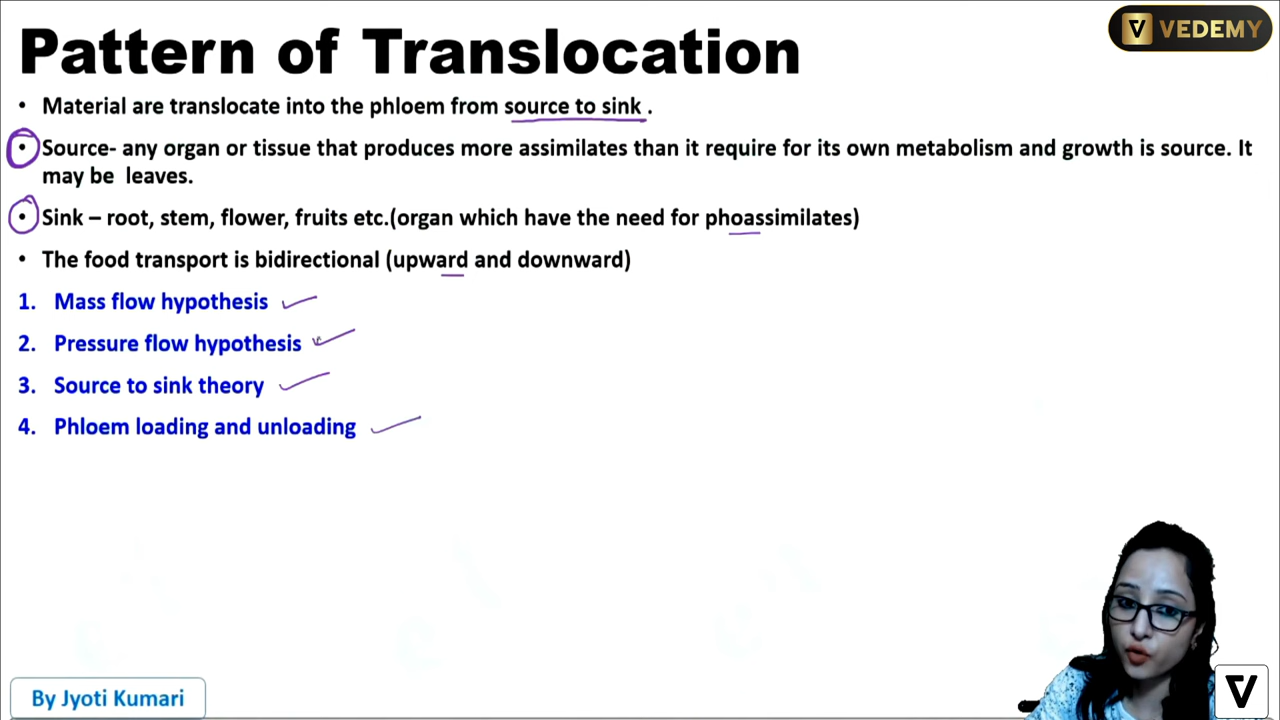 Pattern of Translocation
VEDEMY
• Material are translocate into the phloem from source to sink .
• Source- any organ or tissue that produces more assimilates than it require for its own metabolism and growth is source. It
may be leaves.
• Sink – root, stem, flower, fruits etc.(organ which have the need for phoassimilates)
• The food transport is bidirectional (upward and downward)
1. Mass flow hypothesis
2. Pressure flow hypothesis
3. Source to sink theory
4. Phloem loading and unloading
By Jyoti Kumari